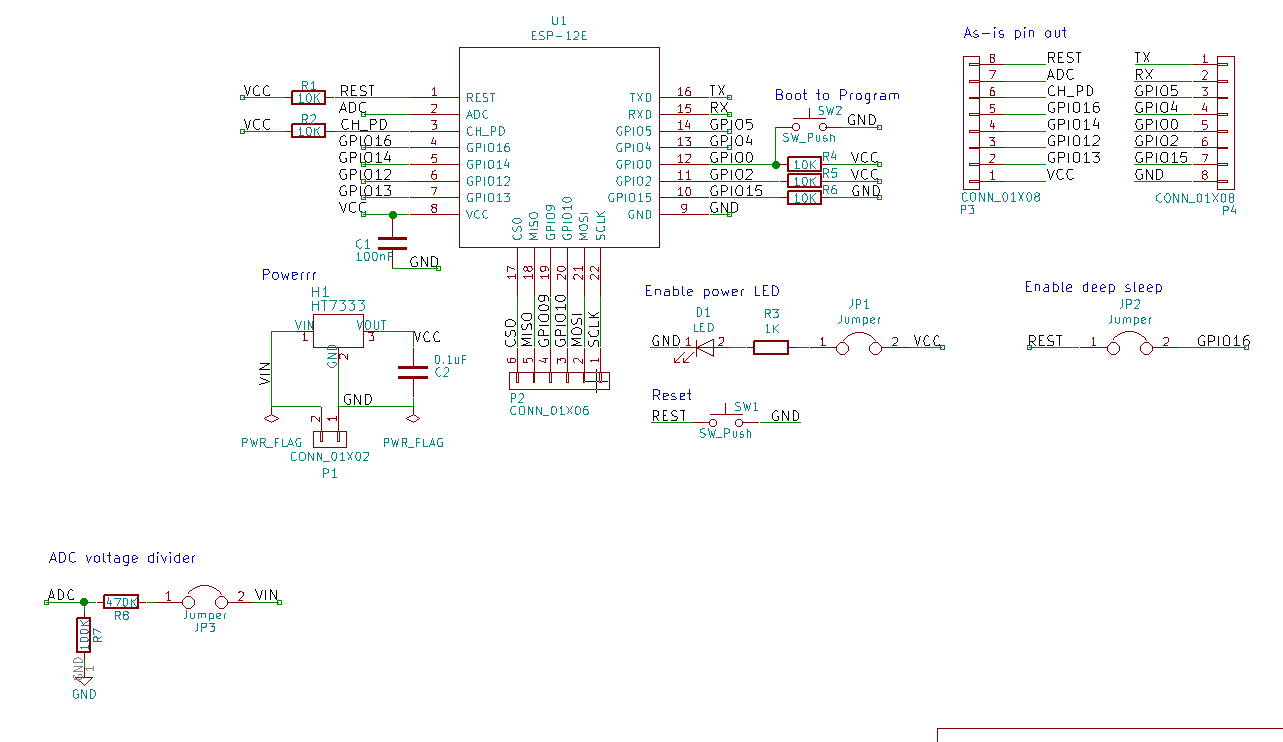 U1
ESP-12E
As-is pin out
VCC R1 10K REST 1 REST
ADC 2 ADC
VCC R2 10K CH_PD 3 CH_PD
GPIO16 4 GPIO16
GPIO14 5 GPIO14
GPIO12 6 GPIO12
GPIO13 7 GPIO13
VCC 8 VCC
TXD 16 TX
RXD 15 RX
GPIO5 14 GPIO5
GPIO4 13 GPIO4
GPIO0 12 GPIO0 10K R4 VCC
GPIO2 11 GPIO2 10K R5 VCC
GPIO15 10 GPIO15 10K R6 GND
GND 9 GND
Boot to Program
SW2
GND
SW_Push
8 REST
7 ADC
6 CH_PD
5 GPIO16
4 GPIO14
3 GPIO12
2 GPIO13
1 VCC
CONN_01X08
P3
TX 1
RX 2
GPIO5 3
GPIO4 4
GPIO0 5
GPIO2 6
GPIO15 7
GND 8
CONN_01X08
P4
C1
100nF
GND
CSO MISO GPIO9 GPIO10 MOSI SCLK
17 18 19 20 21 22
CSO MISO GPIO09 GPIO10 MOSI SCLK
6 5 4 3 2 1
P2
CONN_01X06
Powerrr
H1
HT7333
VIN VOUT
1 GND 3
2
VCC
VIN
0.1uF
C2
GND
2 1
PWR_FLAG PWR_FLAG
CONN_01X02
P1
Enable power LED
D1
LED
R3
1K
JP1
Jumper
GND 1 2 1 2 VCC
Enable deep sleep
JP2
Jumper
REST 1 2 GPIO16
Reset
REST SW1 GND
SW_Push
ADC voltage divider
ADC 470K 1 2 VIN
R8
Jumper
JP3
100K
R7
GND
1
GND